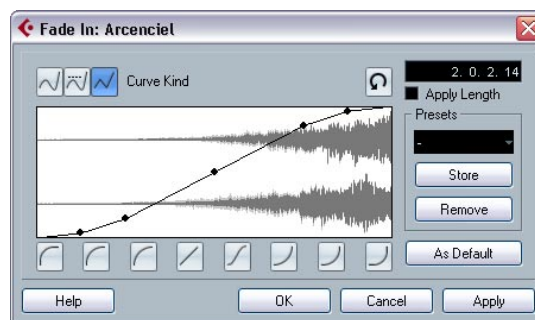 Fade In: Arcenciel
Curve Kind
2. 0. 2. 14
Apply Length
Presets
-
Store
Remove
As Default
Help
OK
Cancel
Apply